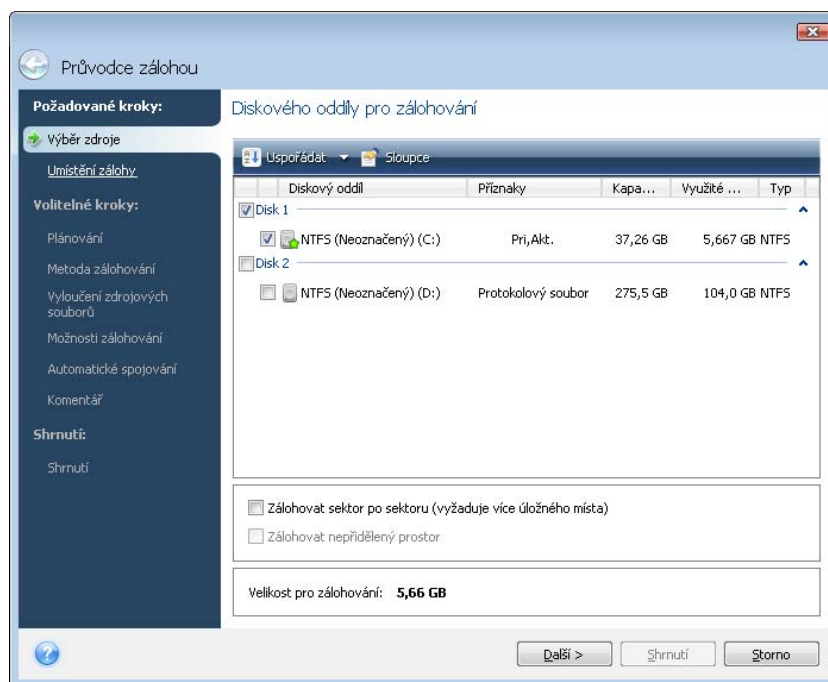 Průvodce zálohou
Požadované kroky:
Výběr zdroje
Umístění zálohy
Volitelné kroky:
Plánování
Metoda zálohování
Vyloučení zdrojových
souborů
Možnosti zálohování
Automatické spojování
Komentář
Shrnutí:
Shrnutí
Diskového oddíly pro zálohování
Uspořádat Sloupce
Diskový oddíl Příznaky Kapa... Využité ... Typ
Disk 1
NTFS (Neoznačený) (C:) Pri,Akt. 37,26 GB 5,667 GB NTFS
Disk 2
NTFS (Neoznačený) (D:) Protokolový soubor 275,5 GB 104,0 GB NTFS
Zálohovat sektor po sektoru (vyžaduje více úložného místa)
Zálohovat nepřidělený prostor
Velikost pro zálohování: 5,66 GB
Další > Shrnutí Storno